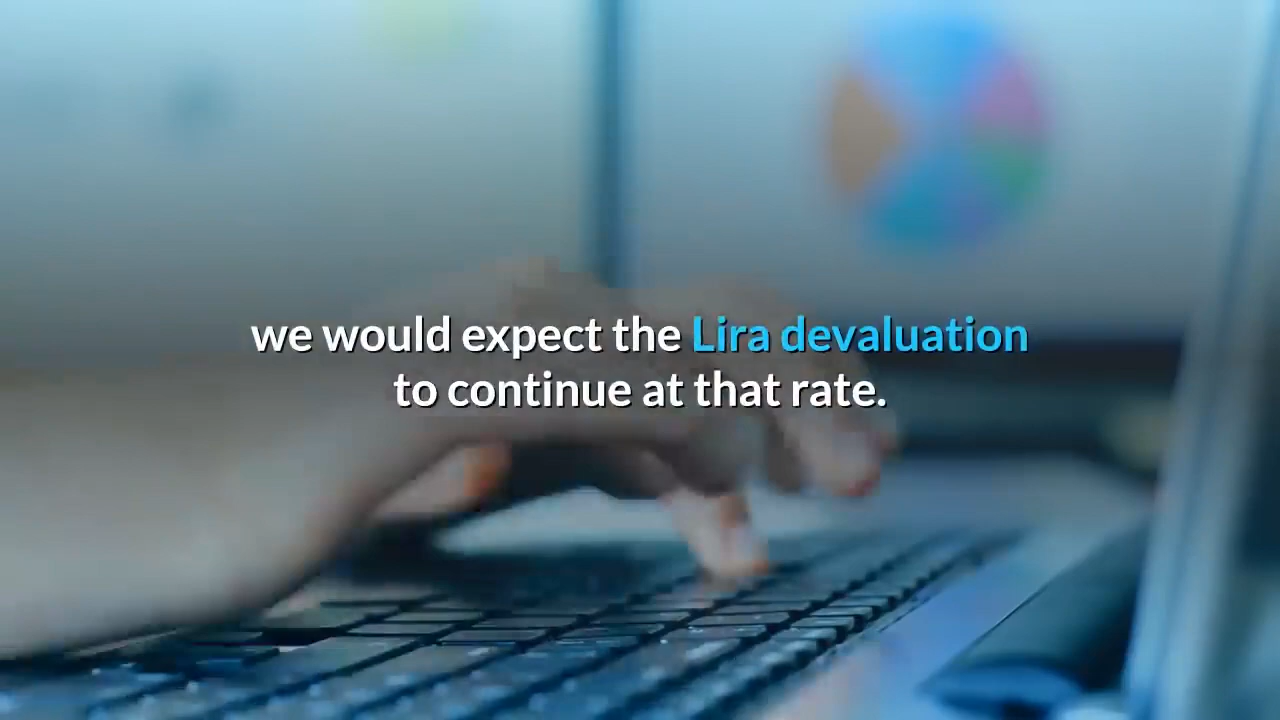 we would expect the Lira devaluation
to continue at that rate.